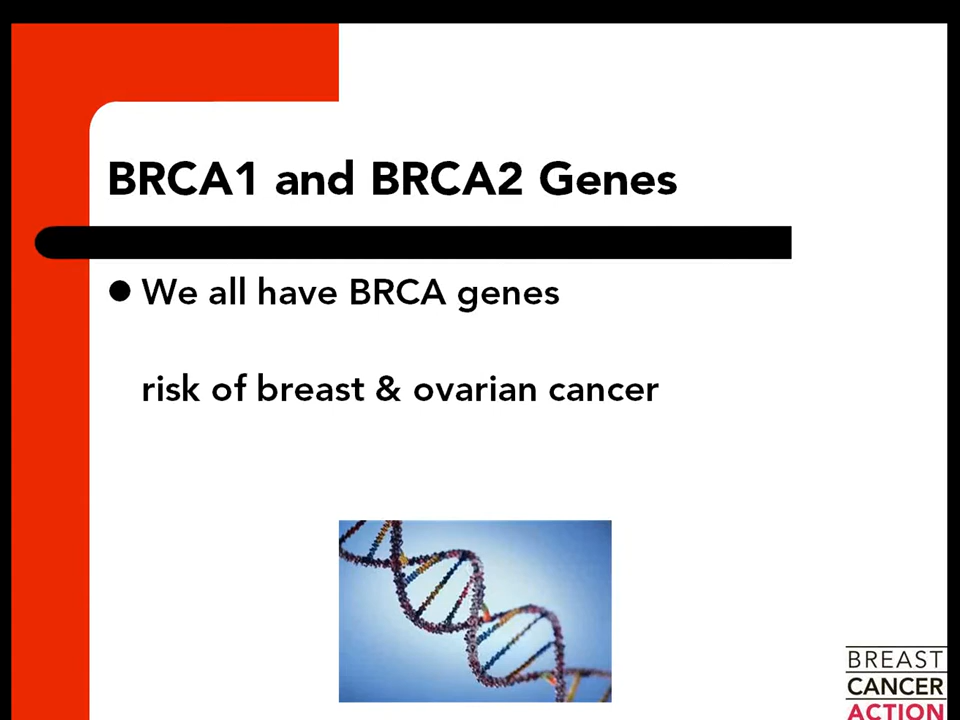 BRCA1 and BRCA2 Genes
We all have BRCA genes
risk of breast & ovarian cancer
BREAST
CANCER
ACTION